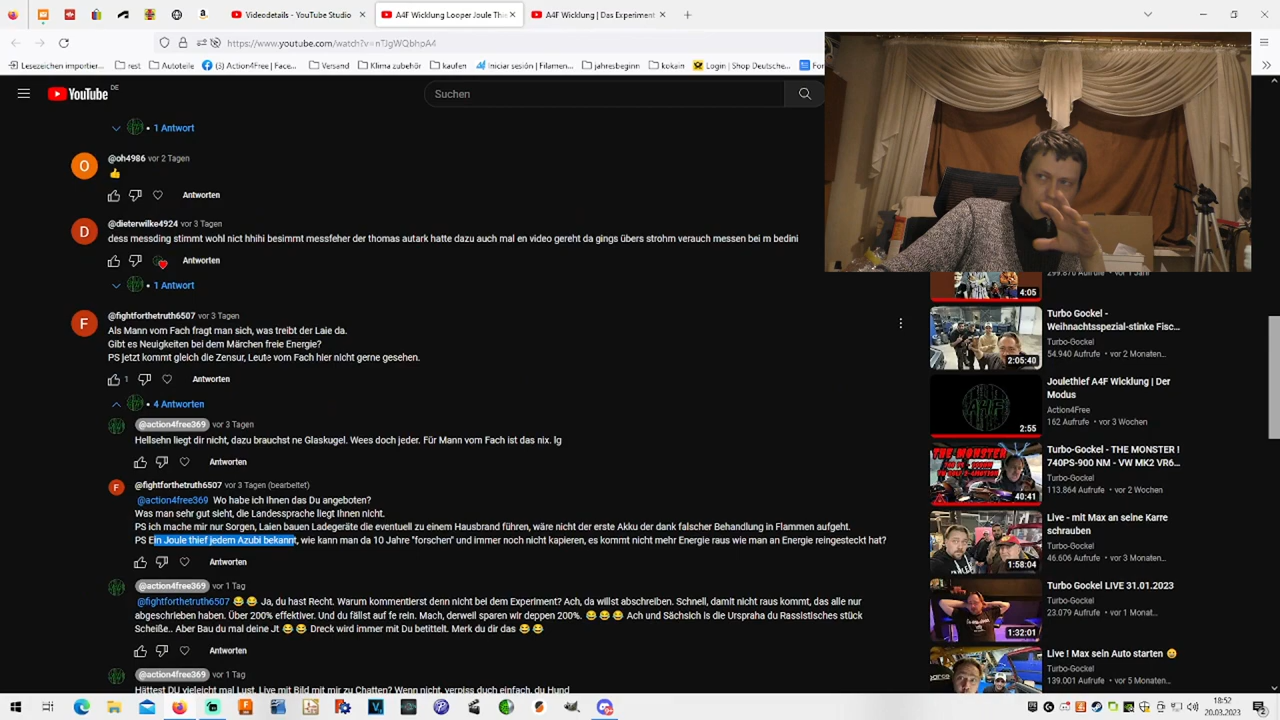 Videodetails - YouTube Studio
A4F Wicklung Looper Joule Thie
A4F Wicklung | Das Experiment
https://www.youtube.com/watch?v=nTJgWQbhpA4
Lesezeichen importier...
rest
Autoteile
(3) Action4Free | Face...
Versand
Klima zubehör
kaufen
Iniciar sesión | Filamen...
jahresbeginn
kokain
Login | Shop Deutsche...
For
YouTube DE
Suchen
• 1 Antwort
@oh4986 vor 2 Tagen
👍
Antworten
@dieterwilke4924 vor 3 Tagen
dess messding stimmt wohl nict hhihi besimmt messfeher der thomas autark hatte dazu auch mal en video gereht da gings übers strohm verauch messen bei m bedini
Antworten
• 1 Antwort
@fightforthetruth6507 vor 3 Tagen
Als Mann vom Fach fragt man sich, was treibt der Laie da.
Gibt es Neuigkeiten bei dem Märchen freie Energie?
PS jetzt kommt gleich die Zensur, Leute vom Fach hier nicht gerne gesehen.
1 Antworten
• 4 Antworten
@action4free369 vor 3 Tagen
Hellsehn liegt dir nicht, dazu brauchst ne Glaskugel. Wees doch jeder. Für Mann vom Fach ist das nix. lg
Antworten
@fightforthetruth6507 vor 3 Tagen (bearbeitet)
@action4free369 Wo habe ich Ihnen das Du angeboten?
Was man sehr gut sieht, die Landessprache liegt Ihnen nicht.
PS ich mache mir nur Sorgen, Laien bauen Ladegeräte die eventuell zu einem Hausbrand führen, wäre nicht der erste Akku der dank falscher Behandlung in Flammen aufgeht.
PS Ein Joule thief jedem Azubi bekannt, wie kann man da 10 Jahre "forschen" und immer noch nicht kapieren, es kommt nicht mehr Energie raus wie man an Energie reingesteckt hat?
Antworten
@action4free369 vor 1 Tag
@fightforthetruth6507 😂 😂 Ja, du hast Recht. Warum kommentierst denn nicht bei dem Experiment? Ach, da willst abschreiben. Schnell, damit nicht raus kommt, das alle nur
abgeschrieben haben. Über 200% effektiver. Und du fällst auf fe rein. Mach, derweil sparen wir deppen 200%. 😂 😂 😂 Ach und Sächsich is die Urspraha du Rassistisches stück
Scheiße.. Aber Bau du mal deine Jt 😂 😂 Dreck wird immer mit Du betittelt. Merk du dir das 😂 😂
Antworten
@action4free369 vor 1 Tag
Hättest DU vieleicht mal Lust, Live mit Bild mit mir zu Chatten? Wenn nicht, verpiss duch einfach, du Hund
299.870 Aufrufe • vor 1 Jahr
4:05
Turbo Gockel -
Weihnachtsspezial-stinke Fisc...
Turbo-Gockel
54.940 Aufrufe • vor 2 Monaten...
2:05:40
Joulethief A4F Wicklung | Der
Modus
Action4Free
162 Aufrufe • vor 3 Wochen
A4F
2:55
Turbo-Gockel - THE MONSTER !
740PS-900 NM - VW MK2 VR6...
Turbo-Gockel
113.864 Aufrufe • vor 2 Wochen
THE MONSTER
40:41
Live - mit Max an seine Karre
schrauben
Turbo-Gockel
46.606 Aufrufe • vor 5 Monaten...
1:58:04
Turbo Gockel LIVE 31.01.2023
Turbo-Gockel
23.079 Aufrufe • vor 1 Monat...
1:32:01
Live ! Max sein Auto starten 😀
Turbo-Gockel
139.001 Aufrufe • vor 5 Monaten...
18:52
20.03.2023